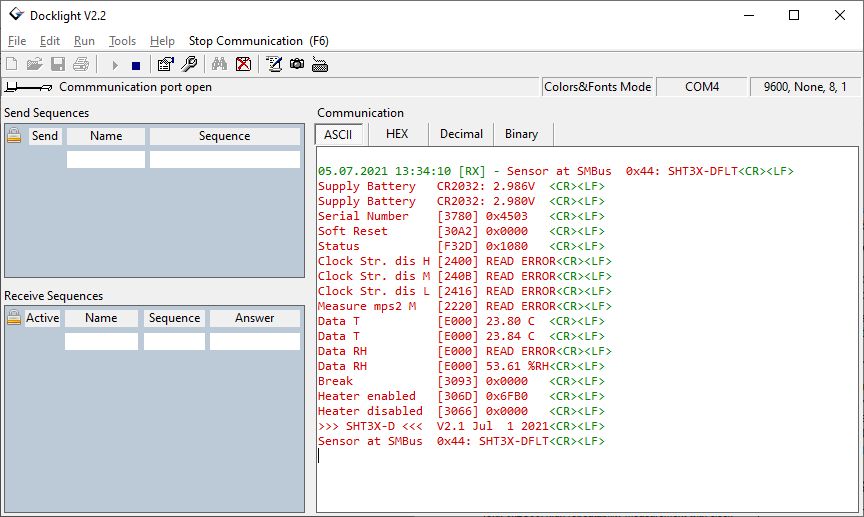 Docklight V2.2
File Edit Run Tools Help Stop Communication (F6)
Commmunication port open Colors&Fonts Mode COM4 9600, None, 8, 1
Send Sequences
Send Name Sequence
Receive Sequences
Active Name Sequence Answer
Communication
ASCII HEX Decimal Binary
05.07.2021 13:34:10 [RX] - Sensor at SMBus 0x44: SHT3X-DFLT<CR><LF>
Supply Battery CR2032: 2.986V <CR><LF>
Supply Battery CR2032: 2.980V <CR><LF>
Serial Number [3780] 0x4503 <CR><LF>
Soft Reset [30A2] 0x0000 <CR><LF>
Status [F32D] 0x1080 <CR><LF>
Clock Str. dis H [2400] READ ERROR<CR><LF>
Clock Str. dis M [240B] READ ERROR<CR><LF>
Clock Str. dis L [2416] READ ERROR<CR><LF>
Measure mps2 M [2220] READ ERROR<CR><LF>
Data T [E000] 23.80 C <CR><LF>
Data T [E000] 23.84 C <CR><LF>
Data RH [E000] READ ERROR<CR><LF>
Data RH [E000] 53.61 %RH<CR><LF>
Break [3093] 0x0000 <CR><LF>
Heater enabled [306D] 0x6FB0 <CR><LF>
Heater disabled [3066] 0x0000 <CR><LF>
>>> SHT3X-D <<< V2.1 Jul 1 2021<CR><LF>
Sensor at SMBus 0x44: SHT3X-DFLT<CR><LF>